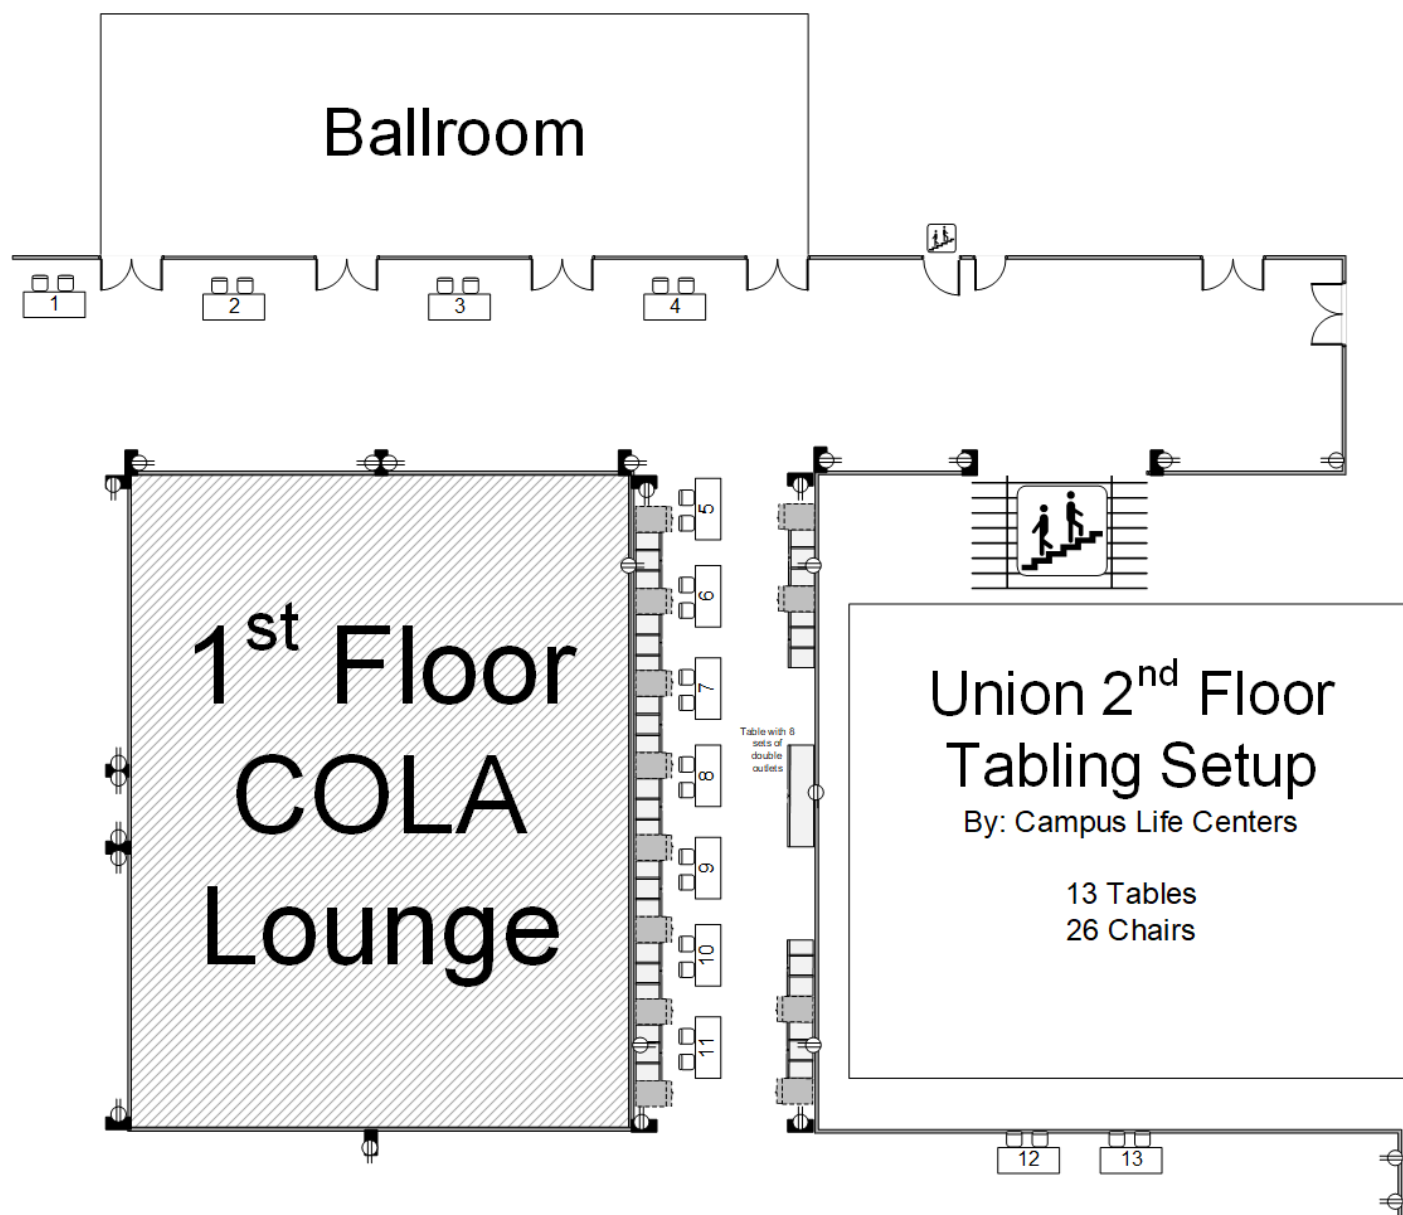 Ballroom
1
2
3
4
1st Floor
COLA
Lounge
5
6
7
8
9
10
11
Table with 8
sets of
double
outlets
Union 2nd Floor
Tabling Setup
By: Campus Life Centers
13 Tables
26 Chairs
12
13